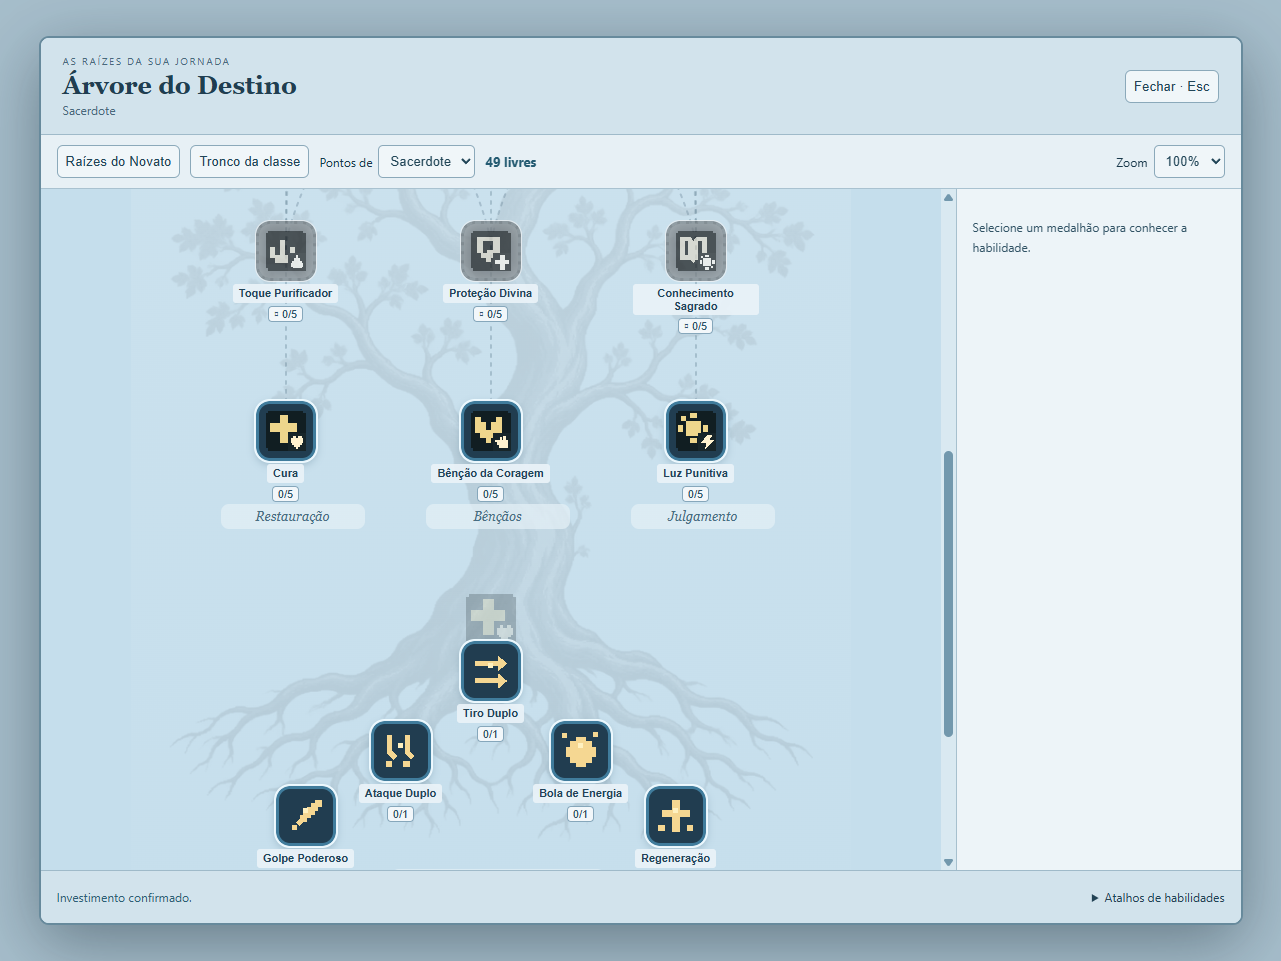 AS RAÍZES DA SUA JORNADA
Árvore do Destino
Sacerdote
Fechar · Esc
Raízes do Novato
Tronco da classe
Pontos de
Sacerdote
49 livres
Zoom
100%
Toque Purificador
0/5
Proteção Divina
0/5
Conhecimento
Sagrado
0/5
Cura
0/5
Restauração
Bênção da Coragem
0/5
Bênçãos
Luz Punitiva
0/5
Julgamento
Tiro Duplo
0/1
Ataque Duplo
0/1
Bola de Energia
0/1
Golpe Poderoso
Regeneração
Selecione um medalhão para conhecer a
habilidade.
Investimento confirmado.
Atalhos de habilidades